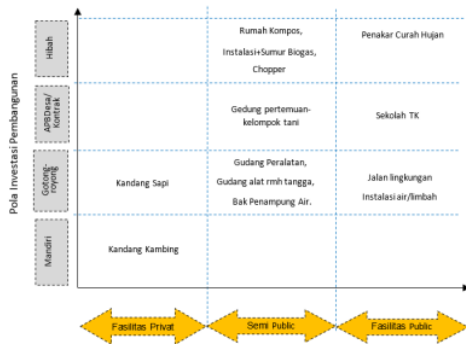 Pola Investasi Pembangunan
Hibah
Rumah Kompos,
Instalasi+Sumur Biogas,
Chopper
Penakar Curah Hujan
APBDesa/
Kontrak
Gedung pertemuan-
kelompok tani
Sekolah TK
Gotong-
royong
Kandang Sapi
Gudang Peralatan,
Gudang alat rmh tangga,
Bak Penampung Air.
Jalan lingkungan
Instalasi air/limbah
Mandiri
Kandang Kambing
Fasilitas Privat
Semi Public
Fasilitas Public